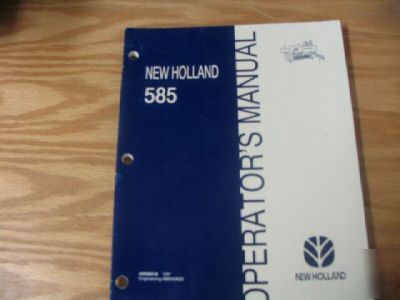 NEW HOLLAND
585
OPERATOR'S MANUAL
NEW HOLLAND